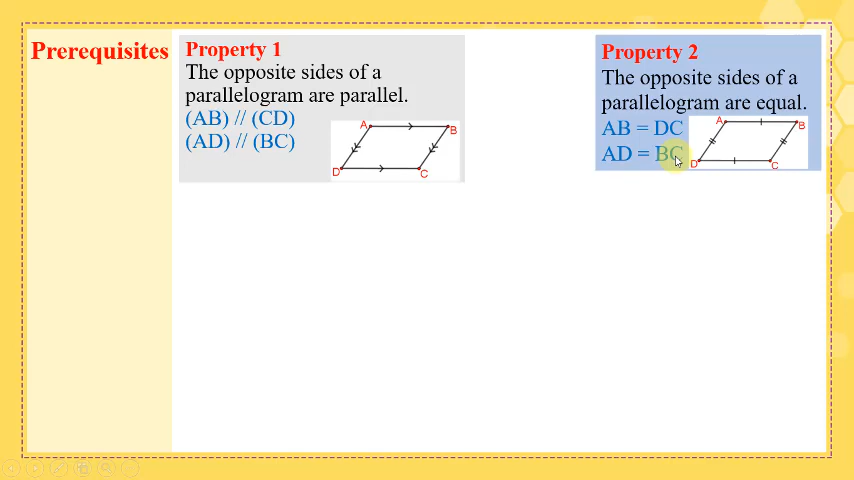 Prerequisites
Property 1
The opposite sides of a
parallelogram are parallel.
(AB) // (CD)
(AD) // (BC)
A
B
D
C
Property 2
The opposite sides of a
parallelogram are equal.
AB = DC
AD = BC
A
B
D
C